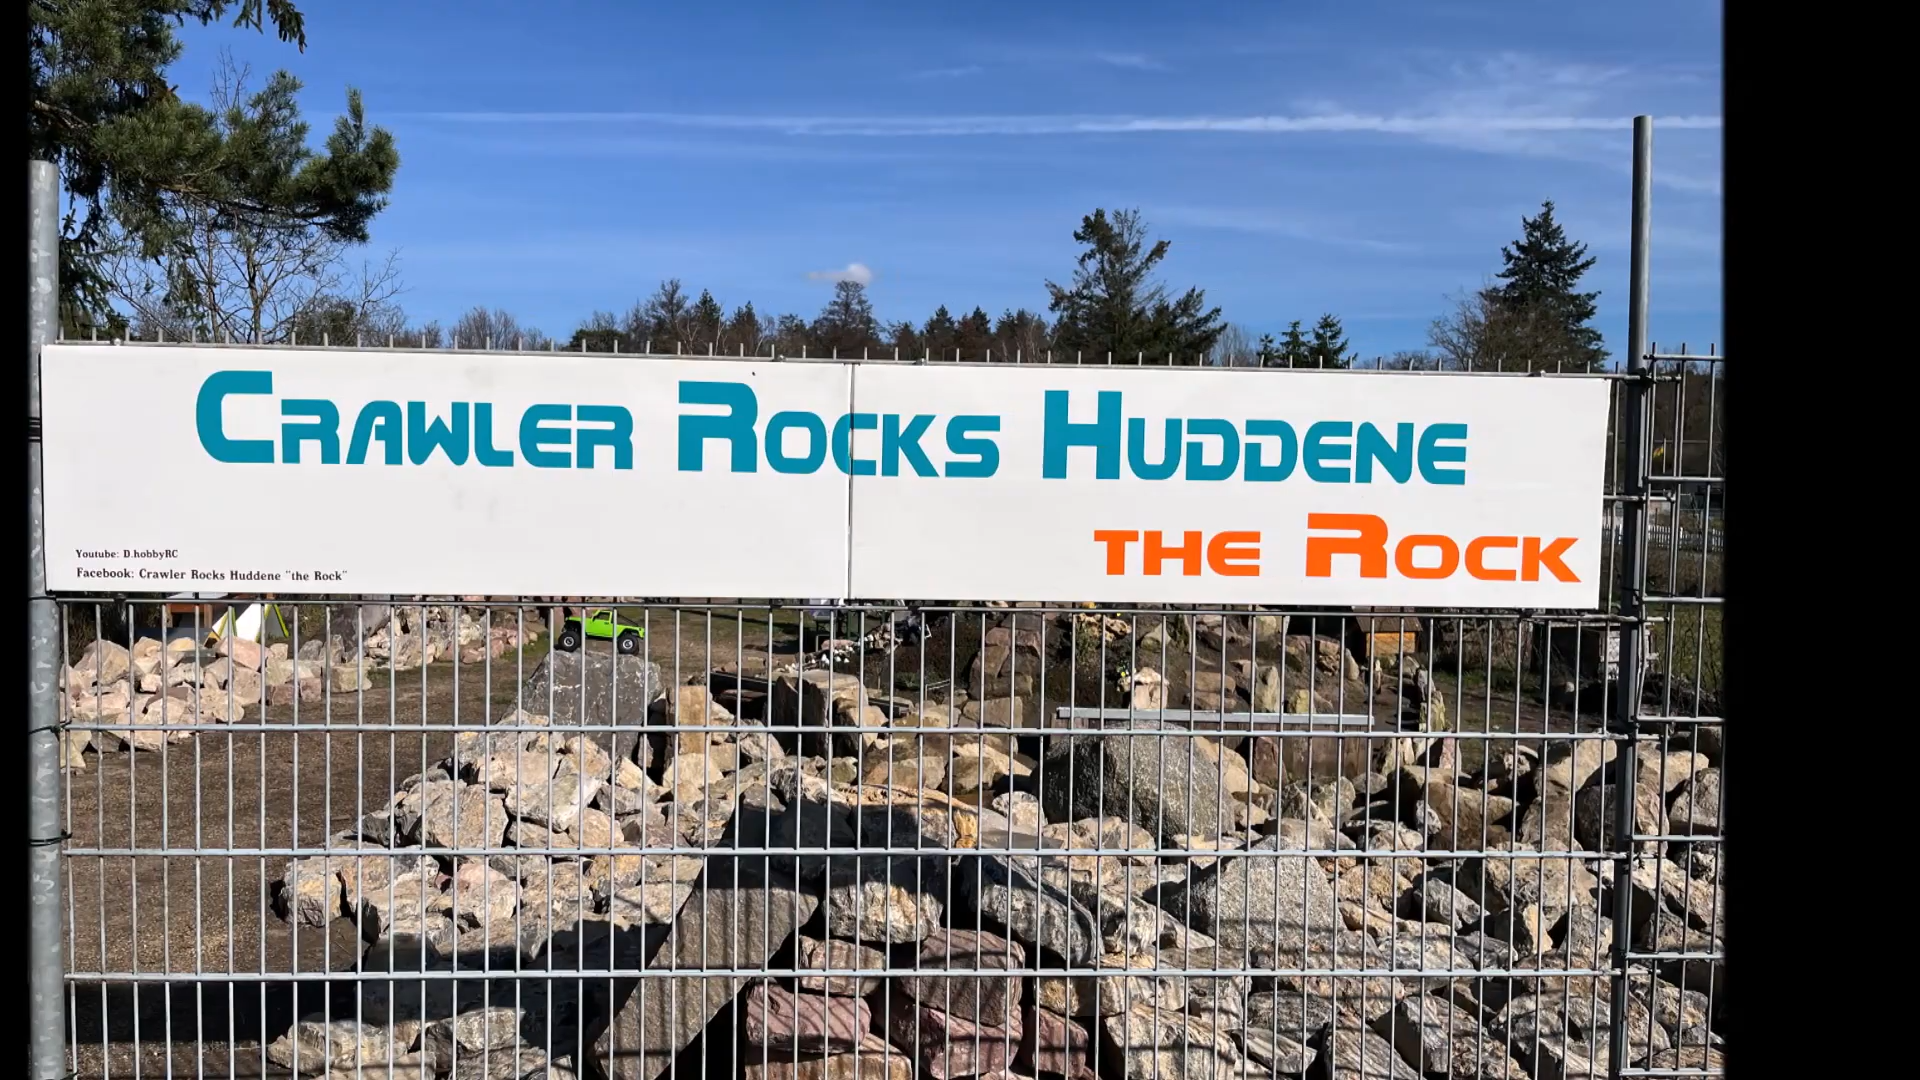 Crawler Rocks Huddene
the Rock
Youtube: D.hobbyRC
Facebook: Crawler Rocks Huddene "the Rock"